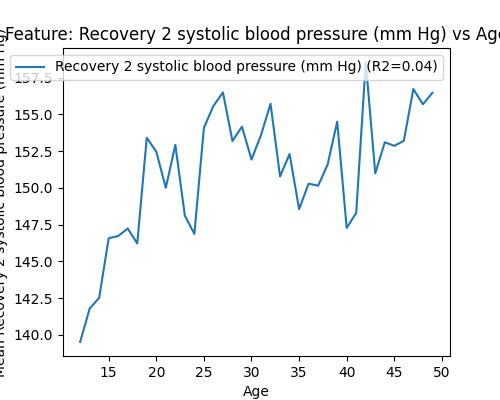 Feature: Recovery 2 systolic blood pressure (mm Hg) vs Age
Recovery 2 systolic blood pressure (mm Hg) (R2=0.04)
Mean Recovery 2 systolic blood pressure (mm Hg)
157.5
155.0
152.5
150.0
147.5
145.0
142.5
140.0
15 20 25 30 35 40 45 50
Age